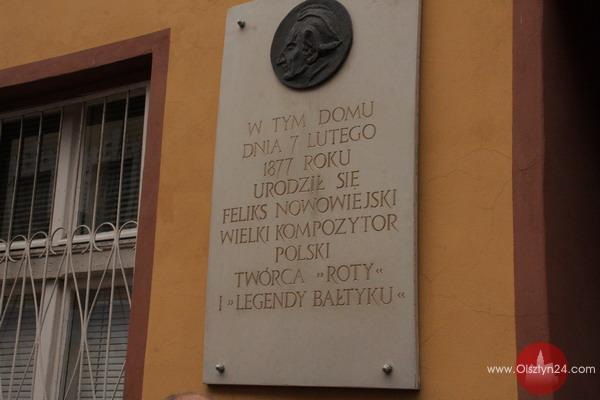 W TYM DOMU
DNIA 7 LUTEGO
1877 ROKU
URODZIŁ SIĘ
FELIKS NOWOWIEJSKI
WIELKI KOMPOZYTOR
POLSKI
TWÓRCA »ROTY«
I »LEGENDY BAŁTYKU«
www.Olsztyn24.com